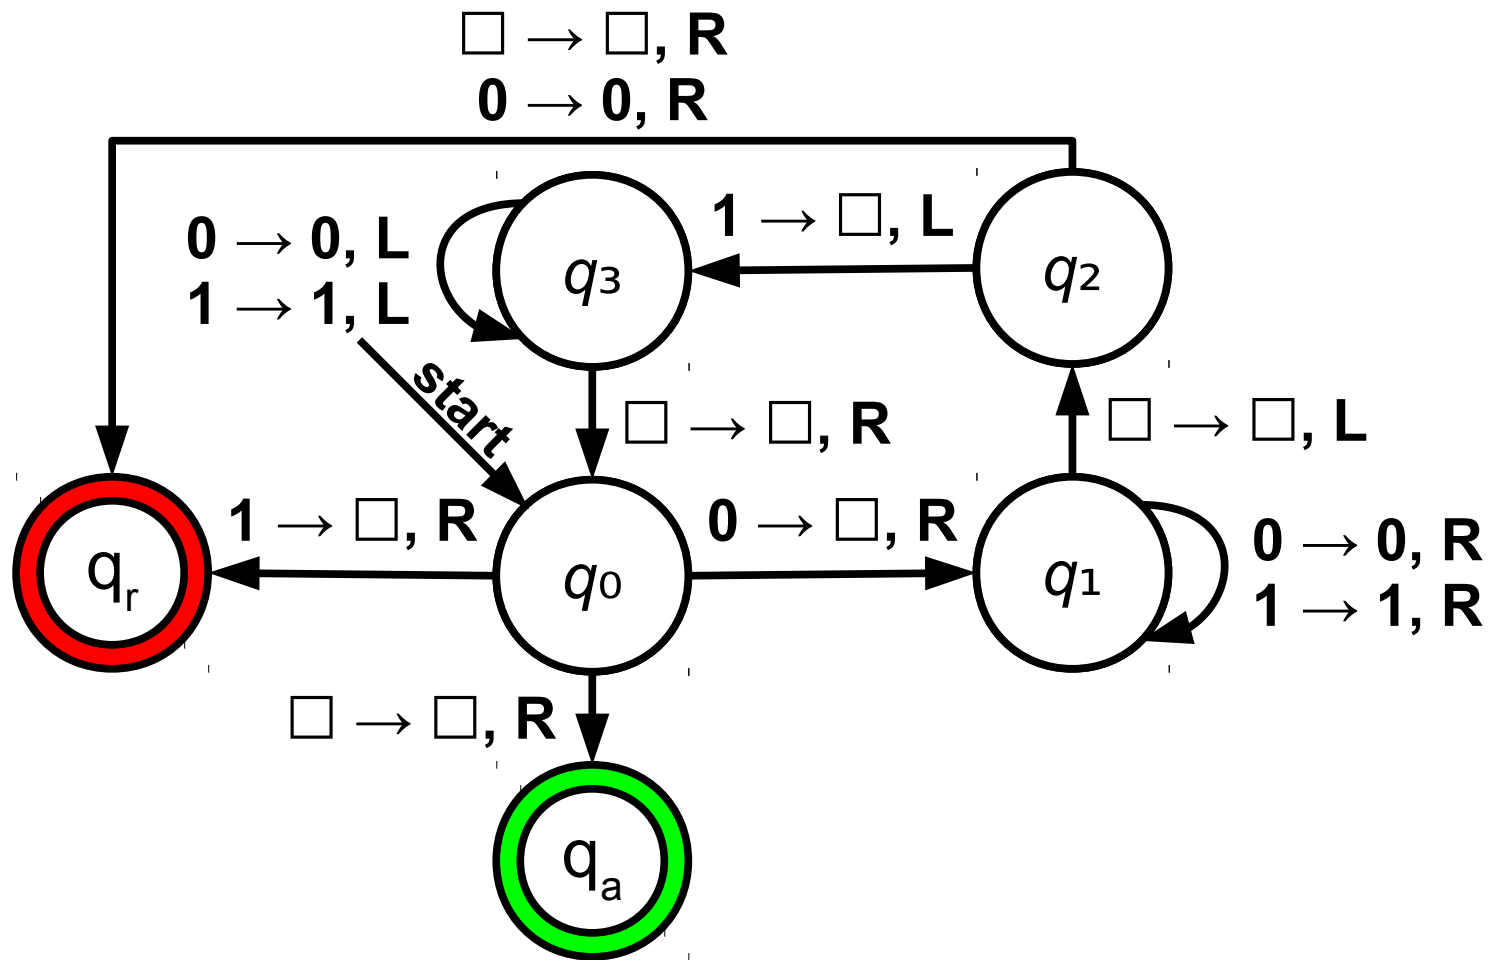 □ → □, R
0 → 0, R
0 → 0, L
1 → 1, L
q3
1 → □, L
q2
start
□ → □, R
□ → □, L
qr
1 → □, R
q0
0 → □, R
q1
0 → 0, R
1 → 1, R
□ → □, R
qa